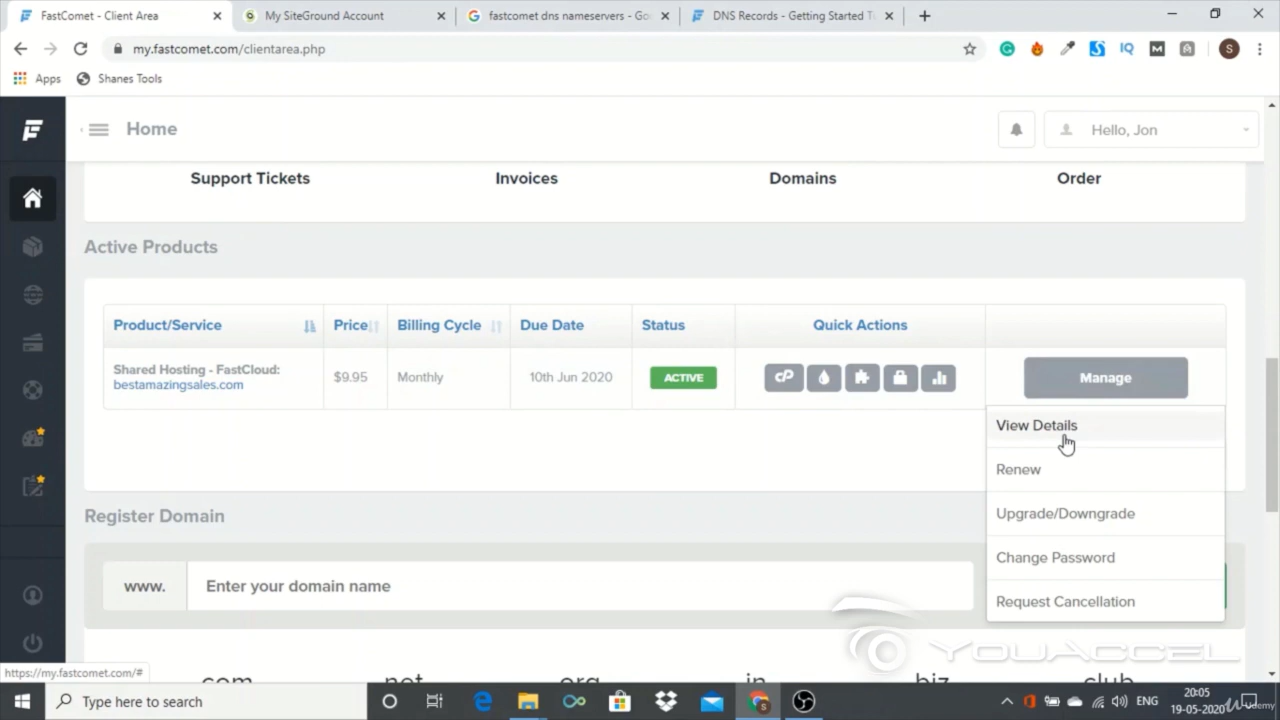 FastComet - Client Area
My SiteGround Account
fastcomet dns nameservers - Go
DNS Records - Getting Started T
my.fastcomet.com/clientarea.php
Apps
Shanes Tools
Home
Hello, Jon
Support Tickets
Invoices
Domains
Order
Active Products
Product/Service
Price
Billing Cycle
Due Date
Status
Quick Actions
Shared Hosting - FastCloud:
bestamazingsales.com
$9.95
Monthly
10th Jun 2020
ACTIVE
cP
Manage
View Details
Renew
Upgrade/Downgrade
Change Password
Request Cancellation
Register Domain
www.
Enter your domain name
YOUACCEL
https://my.fastcomet.com/#
com
net
org
in
biz
club
Type here to search
ENG
20:05
19-05-2020
Udemy